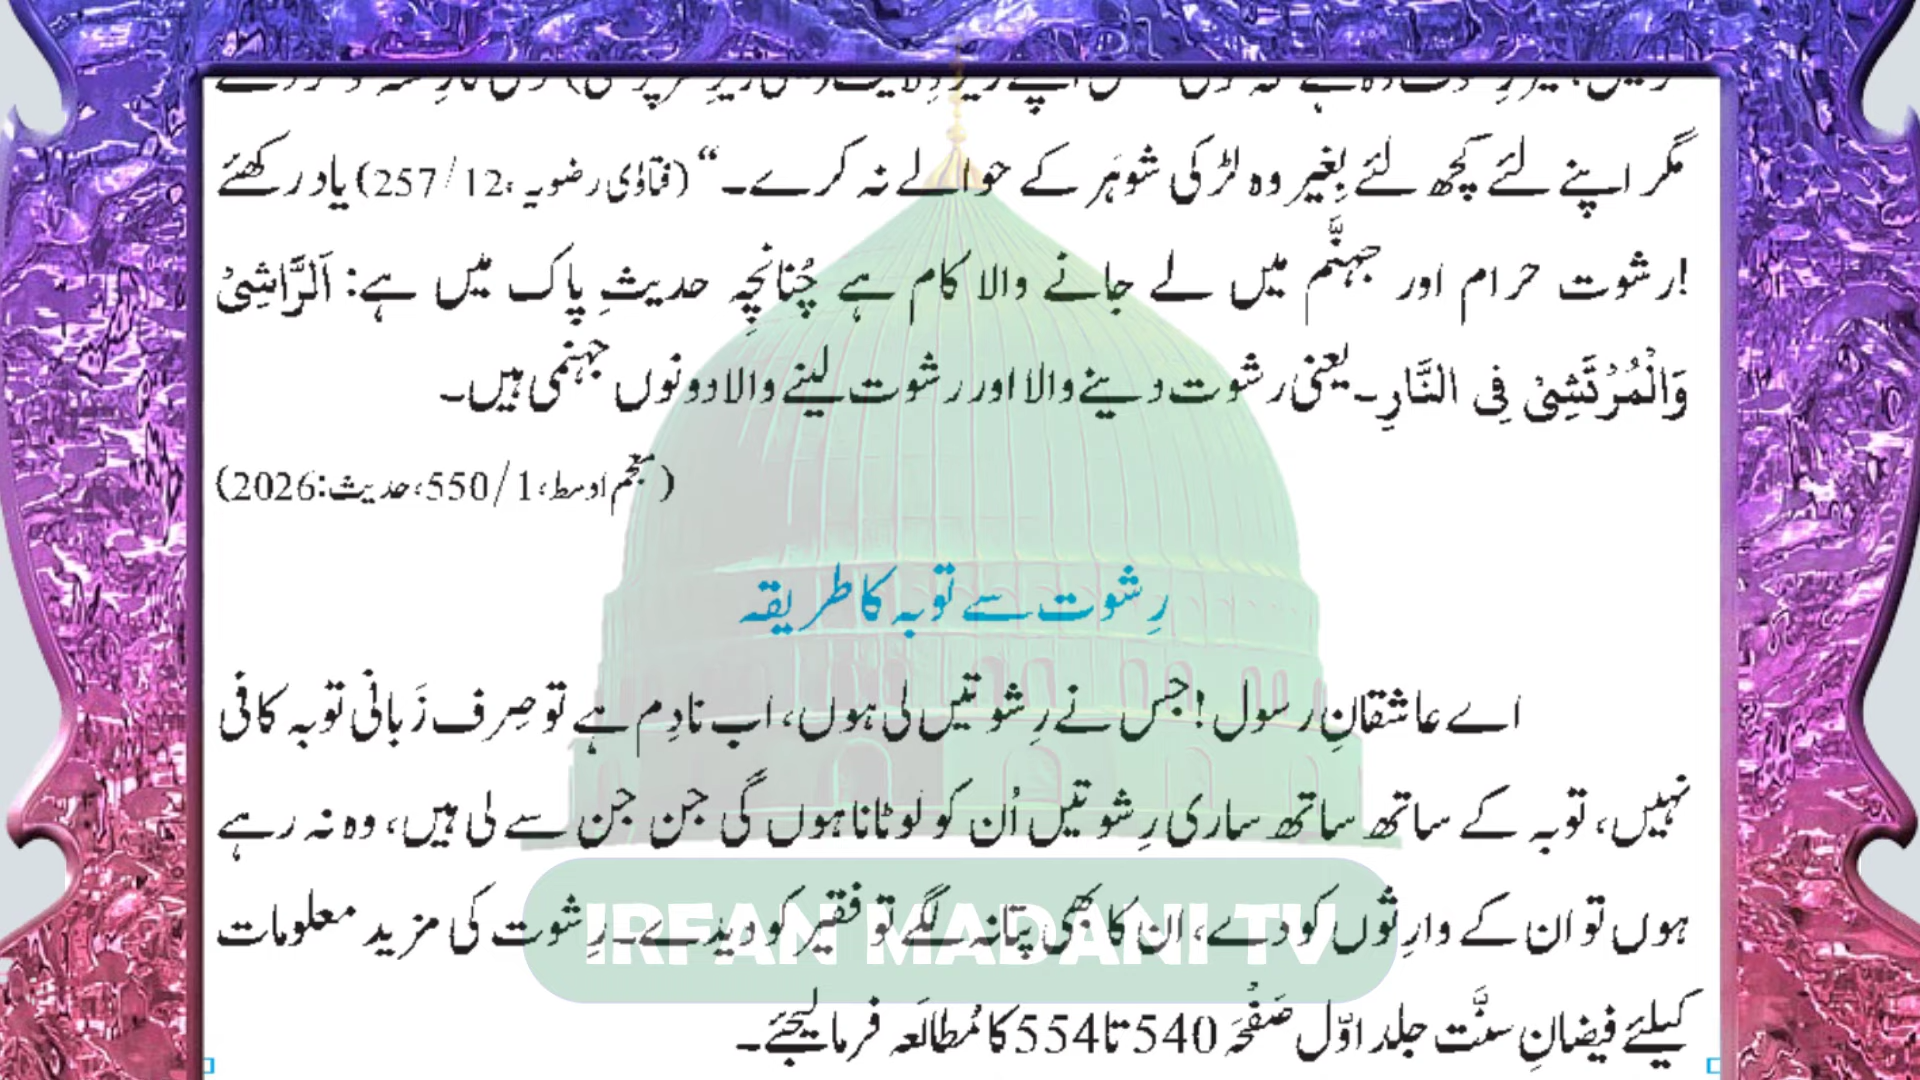 مگر اپنے لئے کچھ لئے بِغیر وہ لڑکی شوہَر کے حوالے نہ کرے۔“ (فتاوٰی رضویہ، 12/257) یاد رکھئے
!رشوت حرام اور جہنَّم میں لے جانے والا کام ہے چُنانچِہ حدیثِ پاک میں ہے: اَلرَّاشِیْ
وَالْمُرْتَشِیْ فِی النَّارِ۔یعنی رشوت دینے والا اور رشوت لینے والا دونوں جہنمی ہیں۔
(معجم اوسط، 1/550، حدیث: 2026)
رِشوت سے توبہ کا طریقہ
اے عاشقانِ رسول! جس نے رِشوتیں لی ہوں، اب نادِم ہے تو صِرف زَبانی توبہ کافی
نہیں، توبہ کے ساتھ ساتھ ساری رِشوتیں اُن کو لوٹانا ہوں گی جن جن سے لی ہیں، وہ نہ رہے
ہوں تو ان کے وارِثوں کو دے، ان کا بھی پتا نہ لگے تو فقیر کو دیدے۔رِشوت کی مزید معلومات
کیلئے فیضانِ سنَّت جلد اوّل صَفْحَہ 540 تا 554 کا مُطالَعَہ فرمالیجئے۔
IRFAN MADANI TV